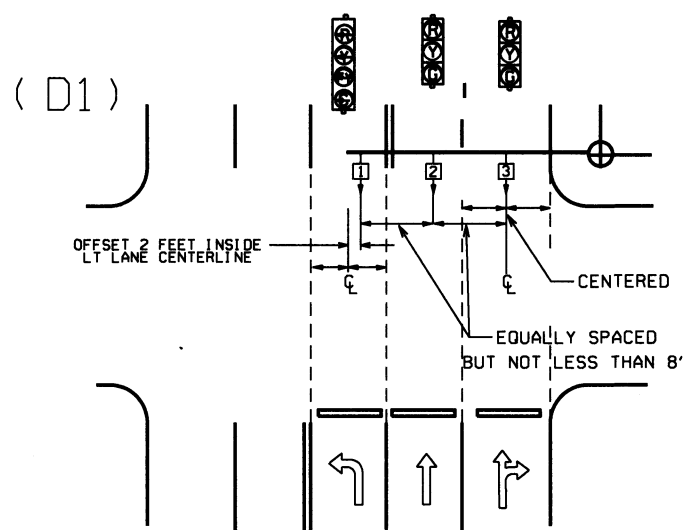 R R R
Y Y Y
G G
G
( D1 )
1 2 3
OFFSET 2 FEET INSIDE
LT LANE CENTERLINE
CL CL
CENTERED
EQUALLY SPACED
BUT NOT LESS THAN 8'